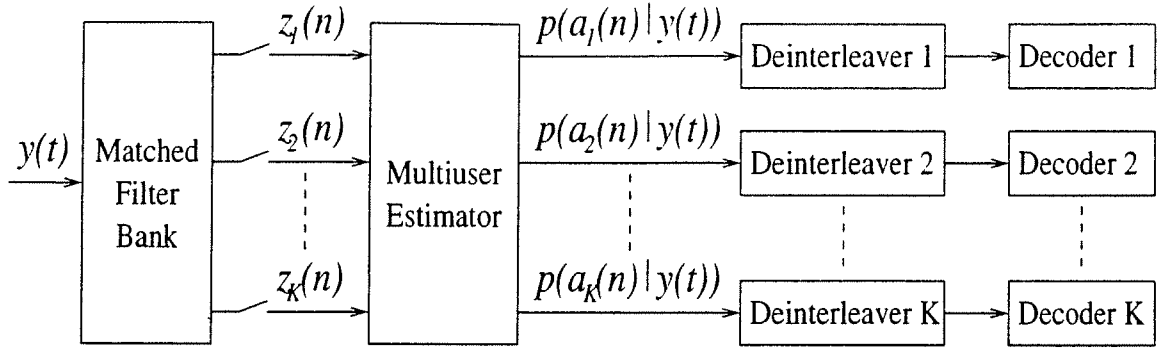 z1(n)
p(a1(n)|y(t))
Deinterleaver 1
Decoder 1
y(t)
Matched
Filter
Bank
z2(n)
Multiuser
Estimator
p(a2(n)|y(t))
Deinterleaver 2
Decoder 2
zK(n)
p(aK(n)|y(t))
Deinterleaver K
Decoder K